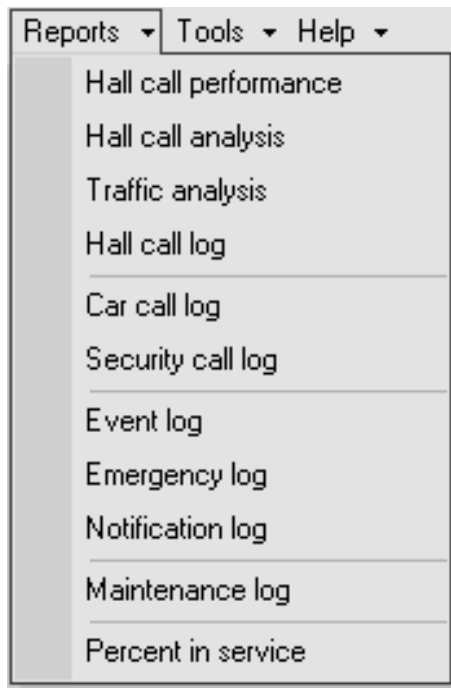 Reports Tools Help
Hall call performance
Hall call analysis
Traffic analysis
Hall call log
Car call log
Security call log
Event log
Emergency log
Notification log
Maintenance log
Percent in service